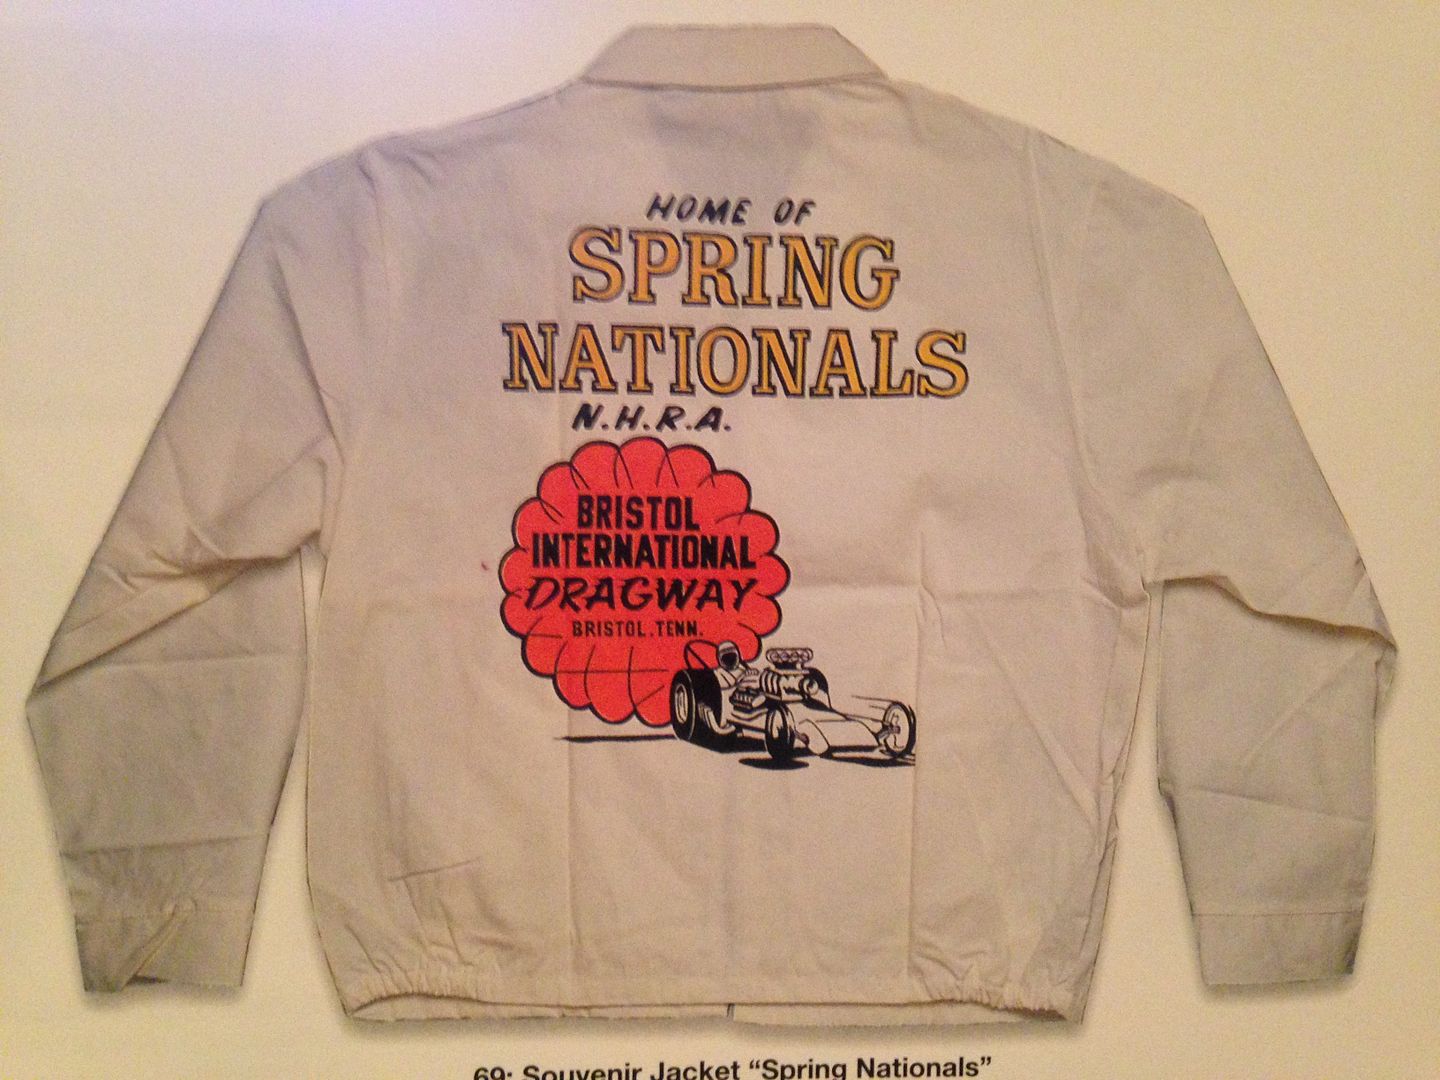 HOME OF
SPRING
NATIONALS
N.H.R.A.
BRISTOL
INTERNATIONAL
DRAGWAY
BRISTOL.TENN.
69: Souvenir Jacket “Spring Nationals”